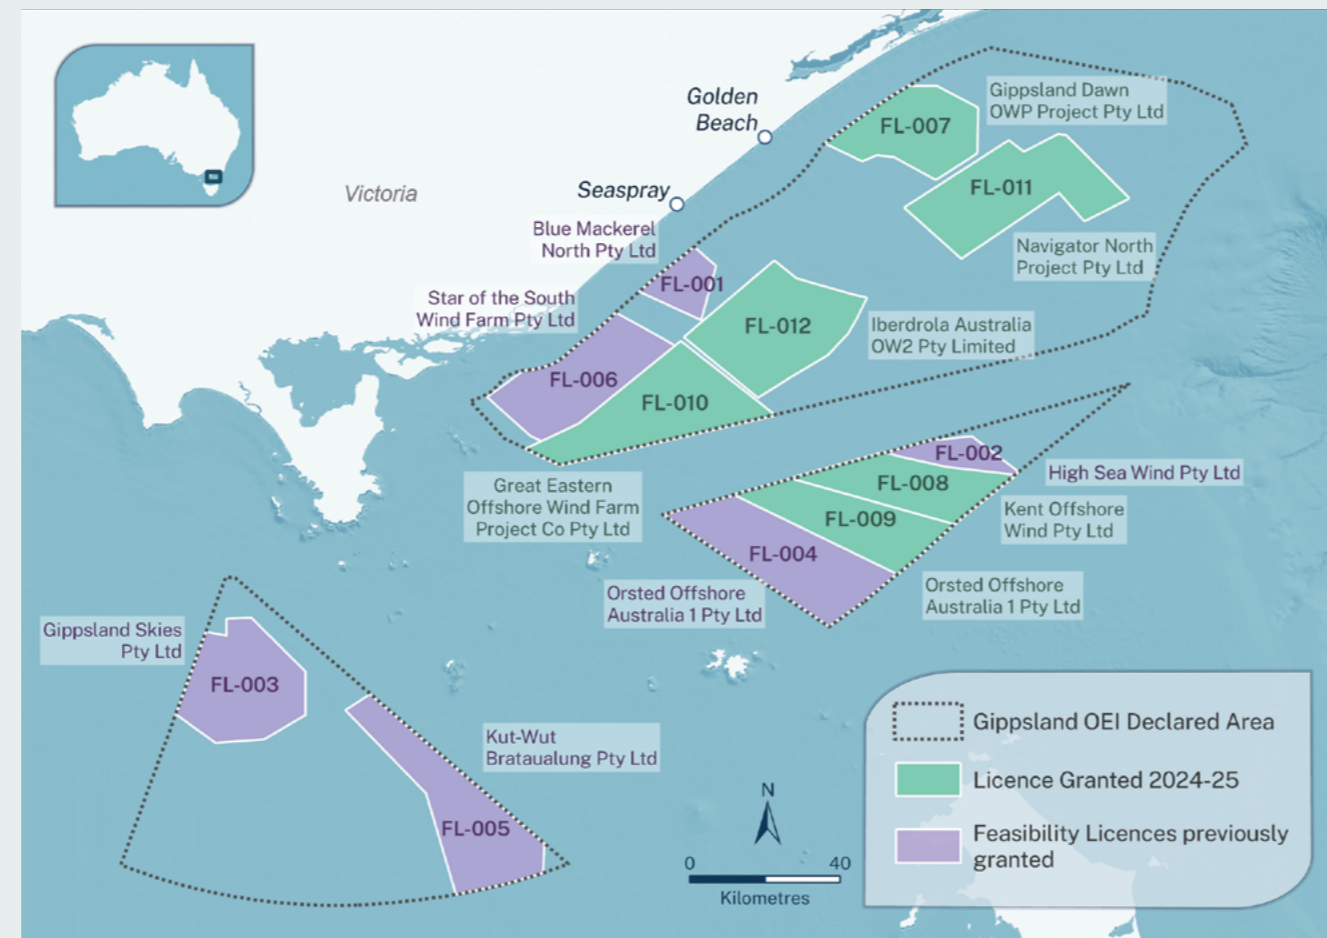 Golden
Beach
Gippsland Dawn
OWP Project Pty Ltd
FL-007
Victoria
Seaspray
FL-011
Blue Mackerel
North Pty Ltd
Navigator North
Project Pty Ltd
FL-001
Star of the South
Wind Farm Pty Ltd
FL-012
Iberdrola Australia
OW2 Pty Limited
FL-006
FL-010
FL-002
High Sea Wind Pty Ltd
Great Eastern
Offshore Wind Farm
Project Co Pty Ltd
FL-008
Kent Offshore
Wind Pty Ltd
FL-009
FL-004
Orsted Offshore
Australia 1 Pty Ltd
Orsted Offshore
Australia 1 Pty Ltd
Gippsland Skies
Pty Ltd
FL-003
Kut-Wut
Brataualung Pty Ltd
FL-005
N
0 40
Kilometres
Gippsland OEI Declared Area
Licence Granted 2024-25
Feasibility Licences previously
granted